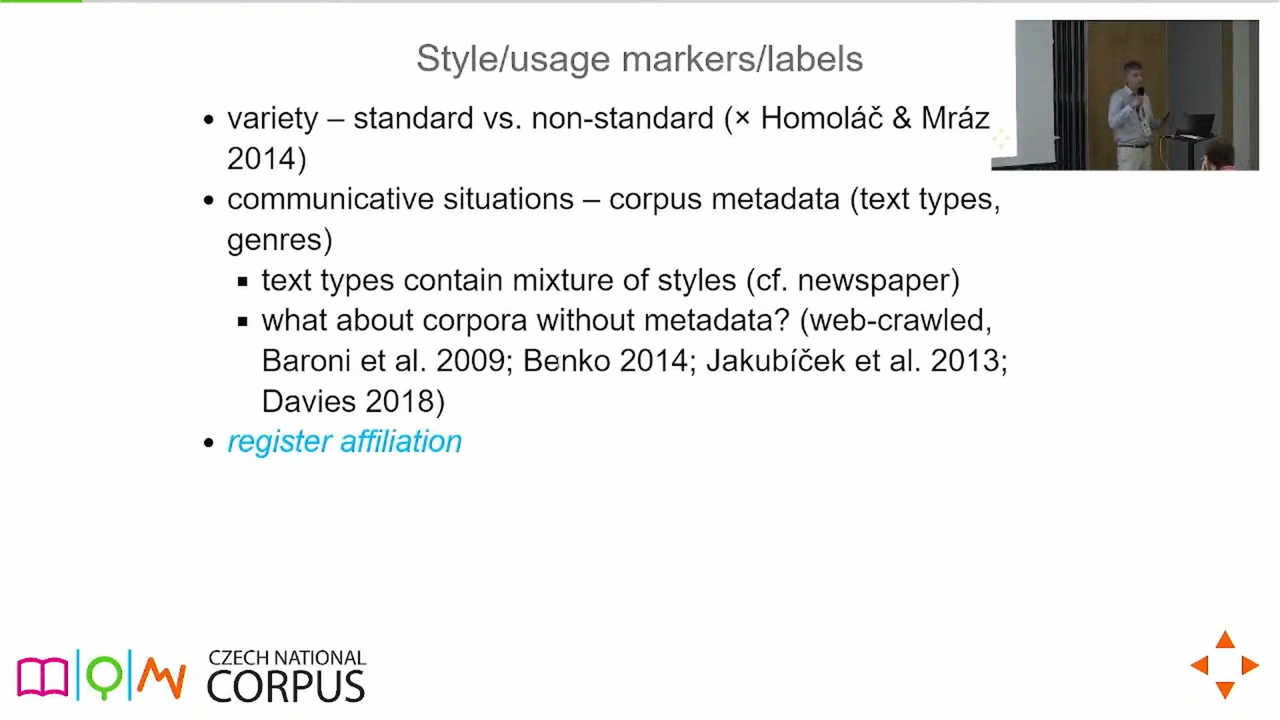 Style/usage markers/labels
• variety – standard vs. non-standard (× Homoláč & Mráz
2014)
• communicative situations – corpus metadata (text types,
genres)
▪ text types contain mixture of styles (cf. newspaper)
▪ what about corpora without metadata? (web-crawled,
Baroni et al. 2009; Benko 2014; Jakubíček et al. 2013;
Davies 2018)
• register affiliation
CZECH NATIONAL
CORPUS